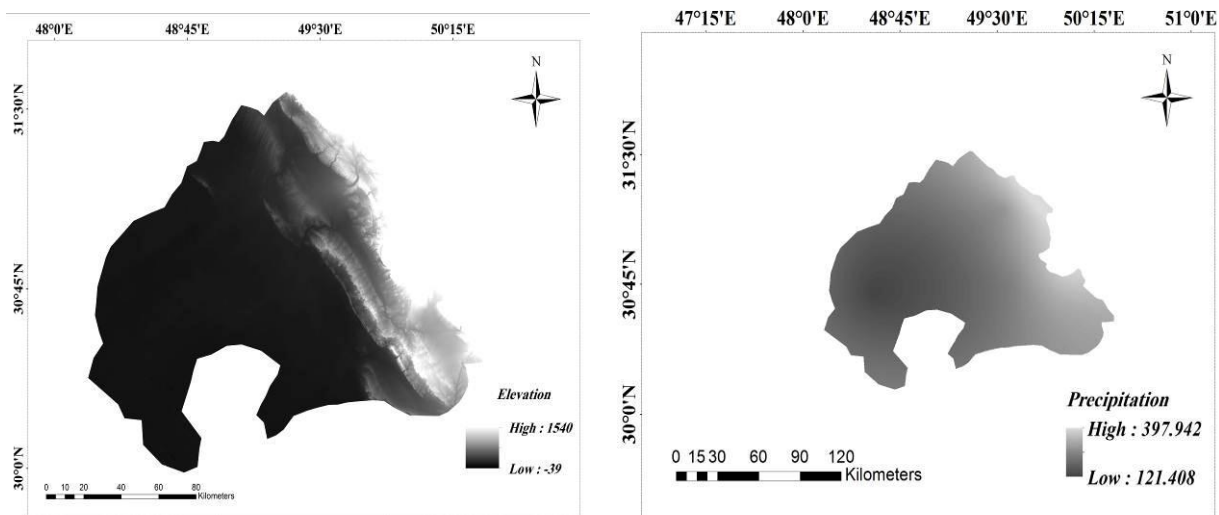 48°0'E 48°45'E 49°30'E 50°15'E
N
31°30'N
30°45'N
30°0'N
Elevation
High : 1540
Low : -39
0 10 20 40 60 80
Kilometers
47°15'E 48°0'E 48°45'E 49°30'E 50°15'E 51°0'E
N
31°30'N
30°45'N
30°0'N
Precipitation
High : 397.942
Low : 121.408
0 15 30 60 90 120
Kilometers